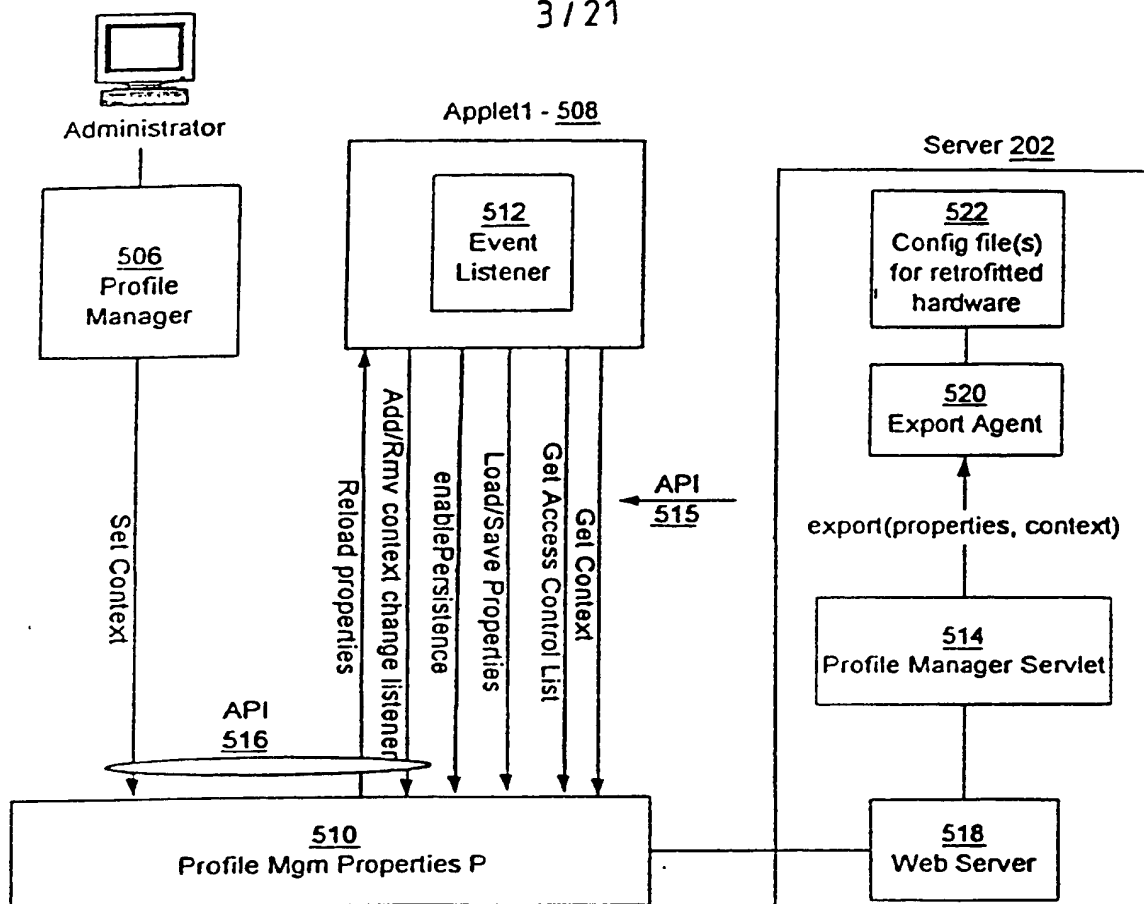 3/21
Administrator
Applet1 - 508
Server 202
506
Profile
Manager
512
Event
Listener
522
Config file(s)
for retrofitted
hardware
520
Export Agent
export(properties, context)
514
Profile Manager Servlet
518
Web Server
Set Context
Reload properties
Add/Rmv context change listener
enablePersistence
Load/Save Properties
Get Access Control List
Get Context
API
515
API
516
510
Profile Mgm Properties P